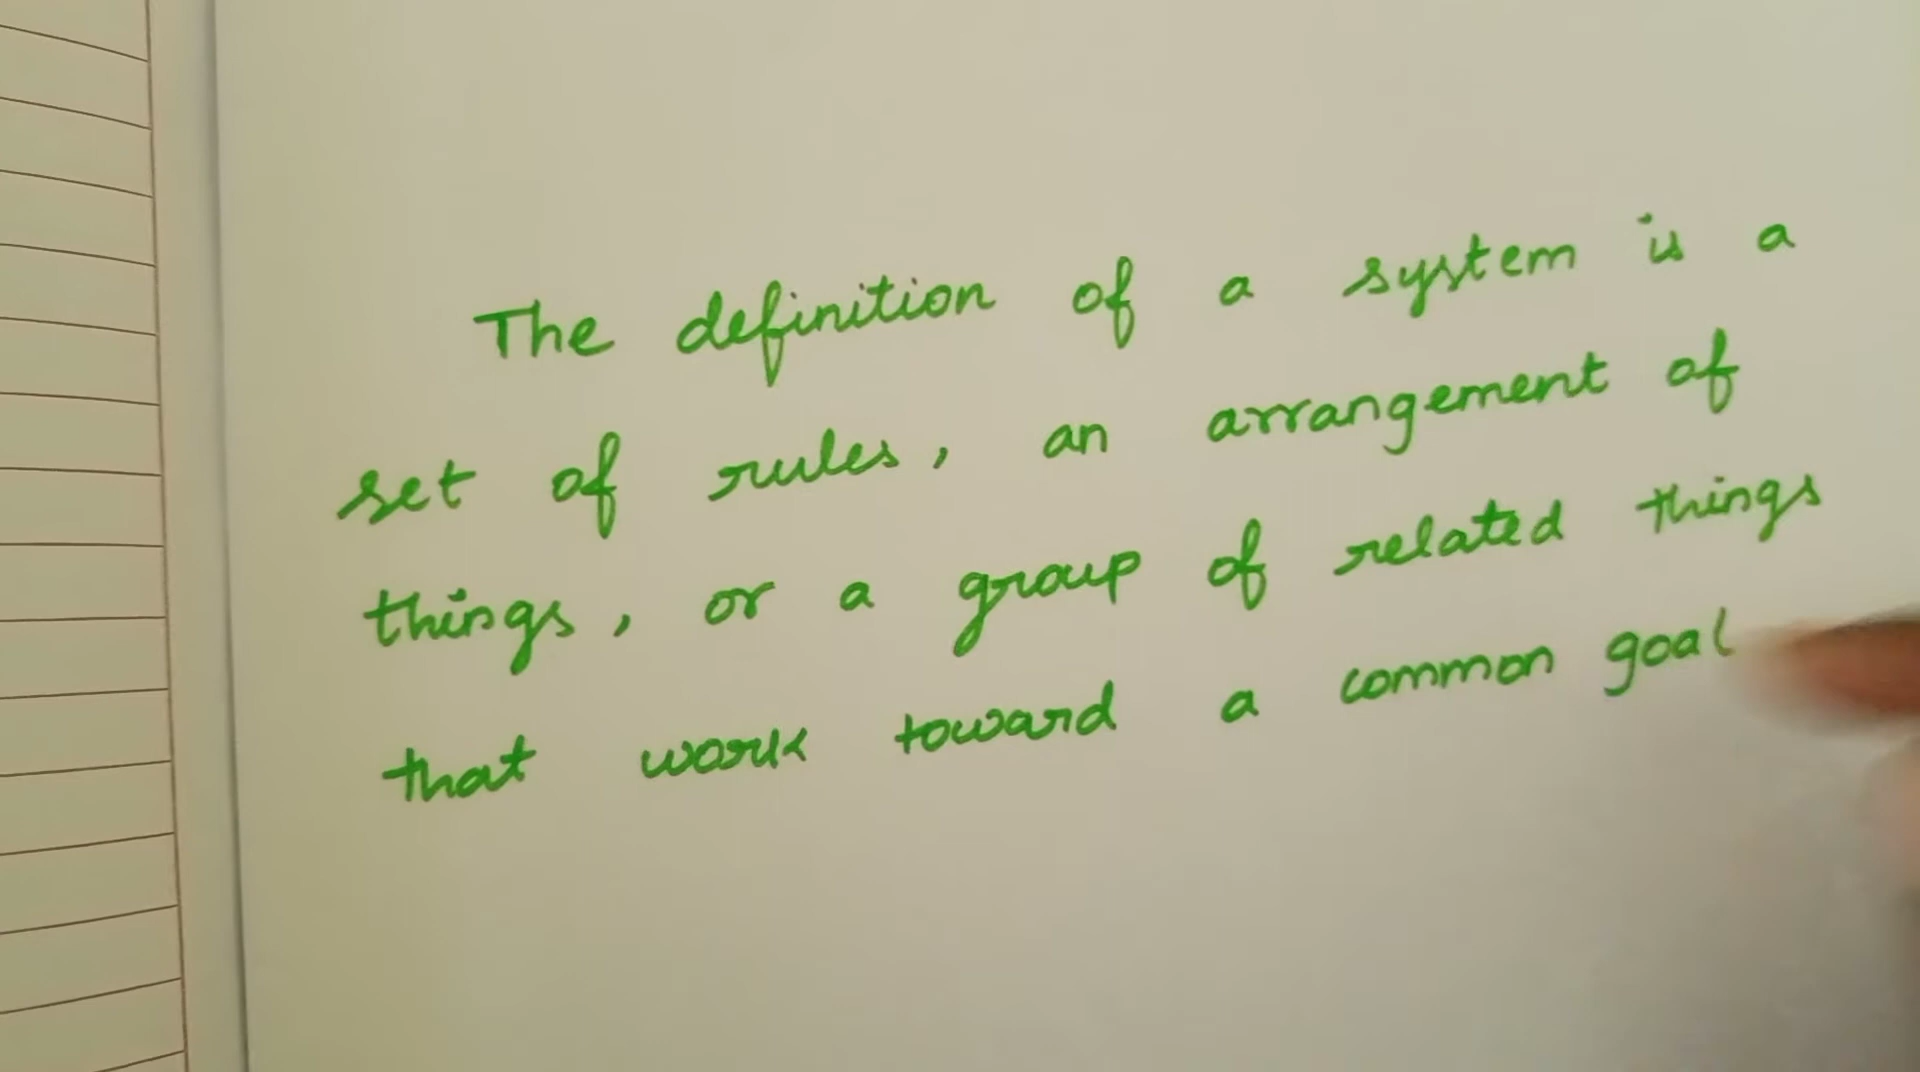 The definition of a system is a
set of rules, an arrangement of
things, or a group of related things
that work toward a common goal